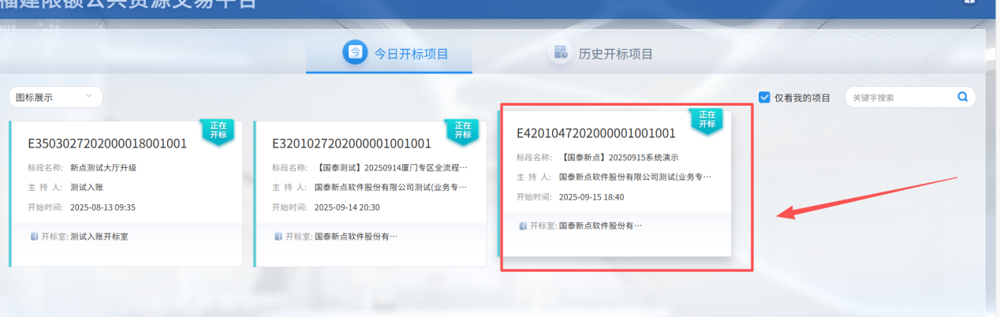 福建限额公共资源交易平台
今日开标项目
历史开标项目
图标展示
仅看我的项目
关键字搜索
正在
开标
E3503027202000018001001
标段名称: 新点测试大厅升级
主 持 人: 测试入账
开始时间: 2025-08-13 09:35
开标室: 测试入账开标室
正在
开标
E3201027202000001001001
标段名称: 【国泰测试】20250914厦门专区全流程…
主 持 人: 国泰新点软件股份有限公司测试(业务专…
开始时间: 2025-09-14 20:30
开标室: 国泰新点软件股份有…
正在
开标
E4201047202000001001001
标段名称: 【国泰新点】20250915系统演示
主 持 人: 国泰新点软件股份有限公司测试(业务专…
开始时间: 2025-09-15 18:40
开标室: 国泰新点软件股份有…